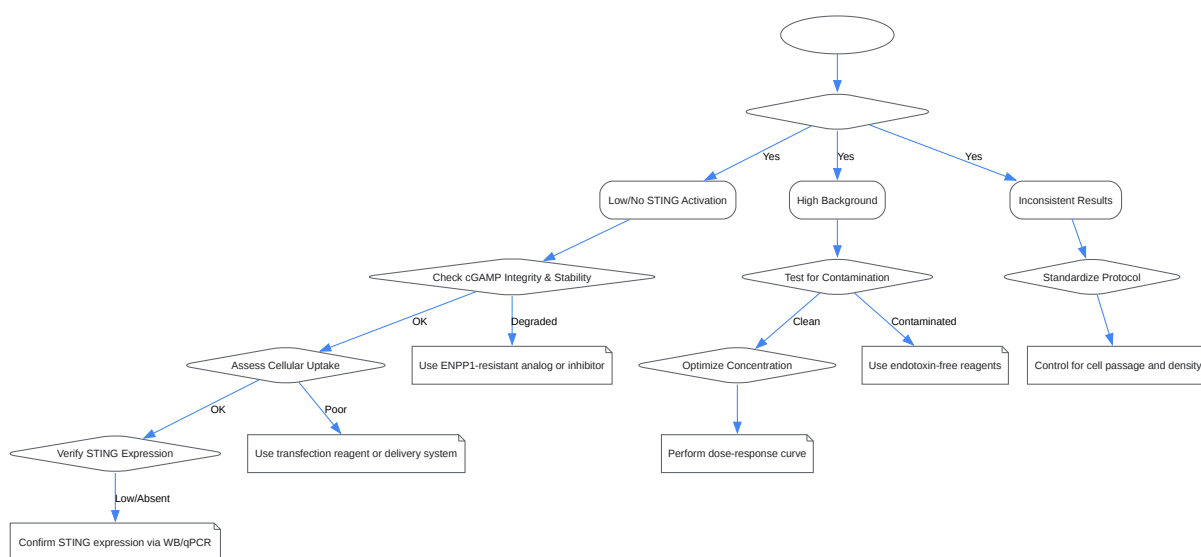 Yes
Yes
Yes
Low/No STING Activation
High Background
Inconsistent Results
Check cGAMP Integrity & Stability
Test for Contamination
Standardize Protocol
OK
Degraded
Clean
Contaminated
Assess Cellular Uptake
Use ENPP1-resistant analog or inhibitor
Optimize Concentration
Use endotoxin-free reagents
Control for cell passage and density
OK
Poor
Verify STING Expression
Use transfection reagent or delivery system
Perform dose-response curve
Low/Absent
Confirm STING expression via WB/qPCR